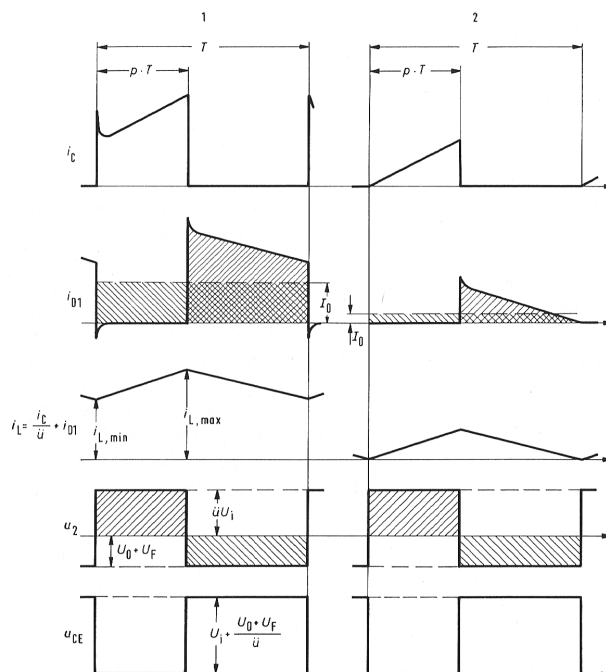 1
2
T
T
p · T
p · T
i_C
i_D1
I_0
I_0
i_L = i_C/ü + i_D1
i_L,min
i_L,max
u_2
üU_i
U_0 + U_F
u_CE
U_i + (U_0 + U_F)/ü